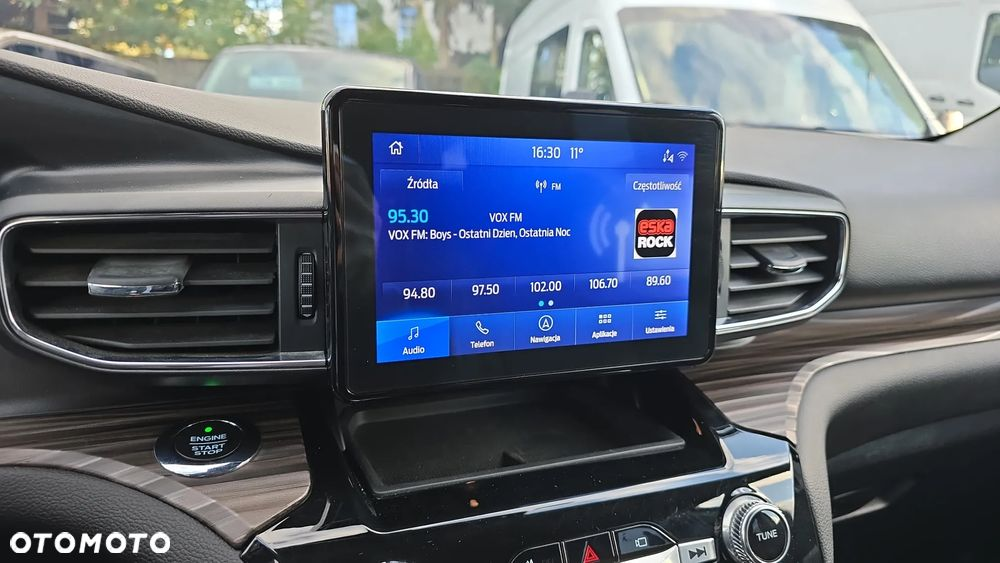 16:30 11°
Źródła
FM
Częstotliwość
95.30
VOX FM
VOX FM: Boys - Ostatni Dzien, Ostatnia Noc
eska
ROCK
94.80 97.50 102.00 106.70 89.60
Audio Telefon Nawigacja Aplikacje Ustawienia
ENGINE
START
STOP
TUNE
OTOMOTO